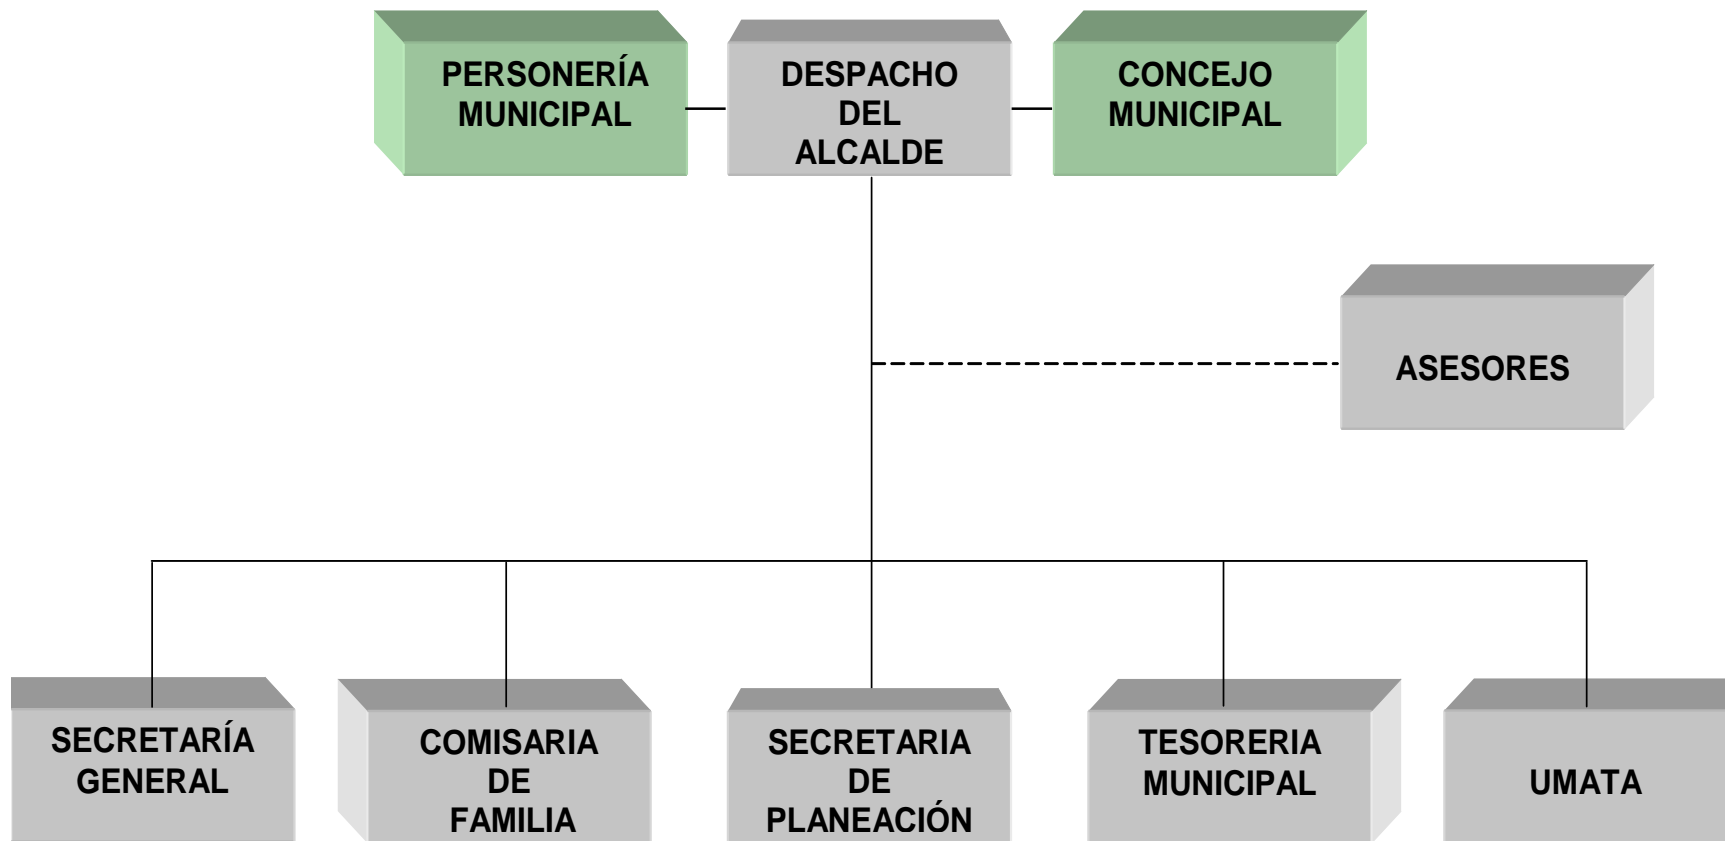 PERSONERÍA
MUNICIPAL
DESPACHO
DEL
ALCALDE
CONCEJO
MUNICIPAL
ASESORES
SECRETARÍA
GENERAL
COMISARIA
DE
FAMILIA
SECRETARIA
DE
PLANEACIÓN
TESORERIA
MUNICIPAL
UMATA